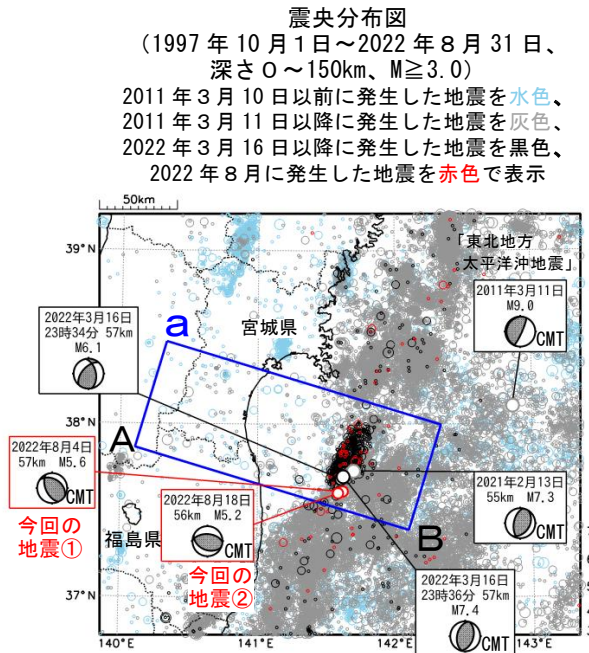 震央分布図
(1997年10月1日～2022年8月31日、
深さ0～150km、M≧3.0)
2011年3月10日以前に発生した地震を水色、
2011年3月11日以降に発生した地震を灰色、
2022年3月16日以降に発生した地震を黒色、
2022年8月に発生した地震を赤色で表示
50km
39°N
「東北地方
太平洋沖地震」
2011年3月11日
M9.0
CMT
2022年3月16日
23時34分 57km
M6.1
宮城県
a
38°N
A
2022年8月4日
57km M5.6
CMT
今回の
地震①
2022年8月18日
56km M5.2
CMT
今回の
地震②
2021年2月13日
55km M7.3
CMT
B
福島県
2022年3月16日
23時36分 57km
M7.4
CMT
37°N
140°E
141°E
142°E
143°E